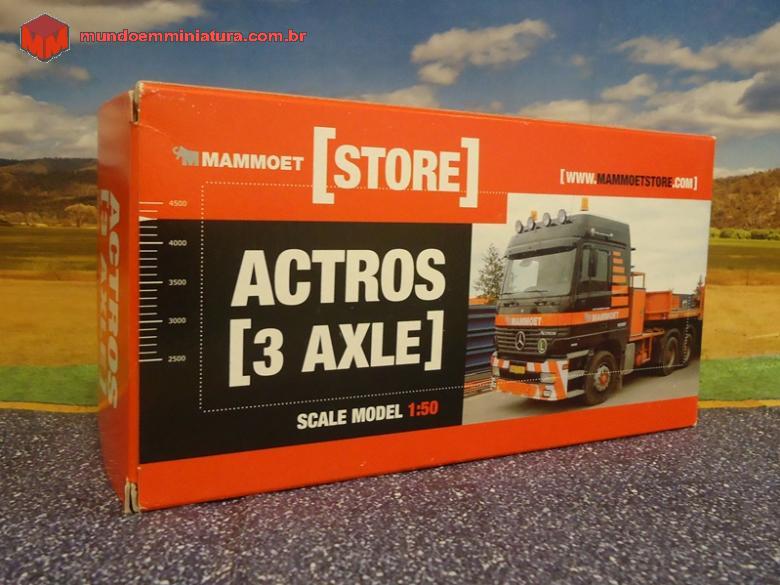 mundoemminiatura.com.br
MAMMOET [STORE]
[WWW.MAMMOETSTORE.COM]
4500
4000
3500
3000
2500
ACTROS
[3 AXLE]
SCALE MODEL 1:50
MAMMOET
MAMMOET
ACTROS